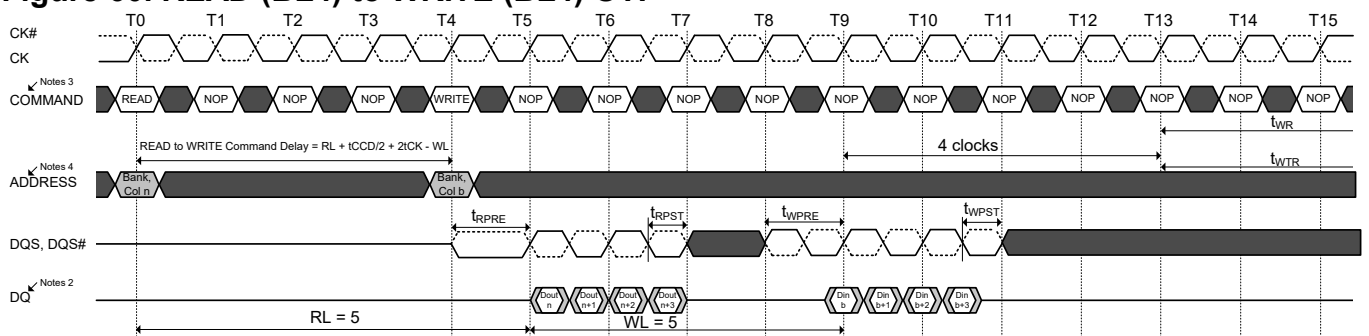 T0 T1 T2 T3 T4 T5 T6 T7 T8 T9 T10 T11 T12 T13 T14 T15
CK#
CK
Notes 3
COMMAND READ NOP NOP NOP WRITE NOP NOP NOP NOP NOP NOP NOP NOP NOP NOP NOP
tWR
READ to WRITE Command Delay = RL + tCCD/2 + 2tCK - WL
4 clocks
tWTR
Notes 4
ADDRESS
Bank, Col n
Bank, Col b
tRPRE tRPST tWPRE tWPST
DQS, DQS#
Notes 2
DQ
Dout n
Dout n+1
Dout n+2
Dout n+3
Din b
Din b+1
Din b+2
Din b+3
RL = 5 WL = 5